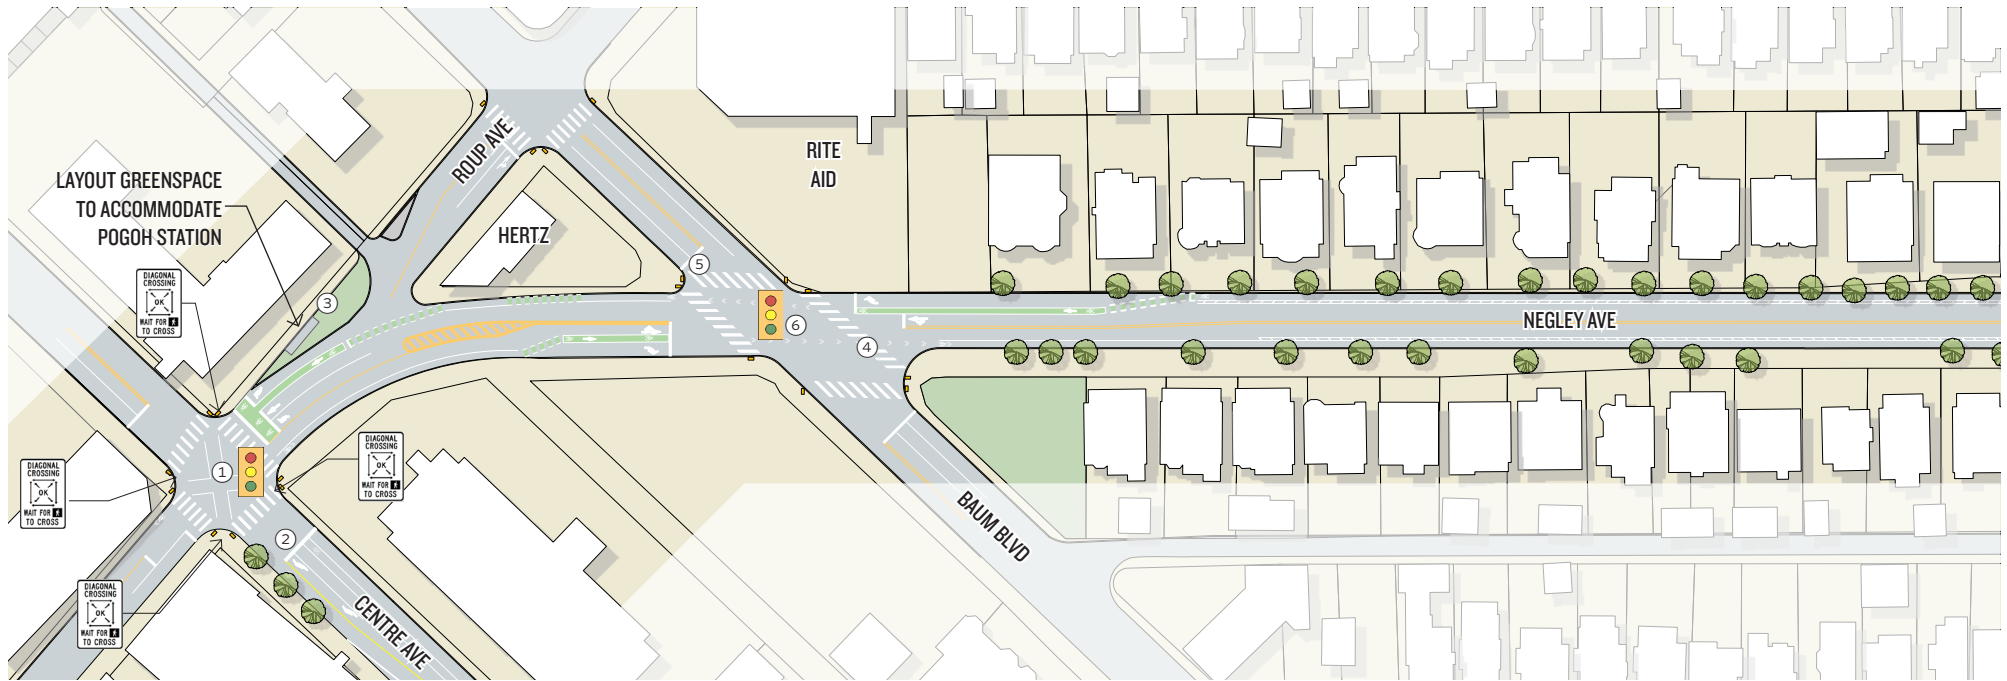 ROUP AVE
RITE
AID
LAYOUT GREENSPACE
TO ACCOMMODATE
POGOH STATION
HERTZ
5
DIAGONAL
CROSSING
OK
WAIT FOR
TO CROSS
3
6
NEGLEY AVE
4
DIAGONAL
CROSSING
OK
WAIT FOR
TO CROSS
1
DIAGONAL
CROSSING
OK
WAIT FOR
TO CROSS
2
BAUM BLVD
DIAGONAL
CROSSING
OK
WAIT FOR
TO CROSS
CENTRE AVE